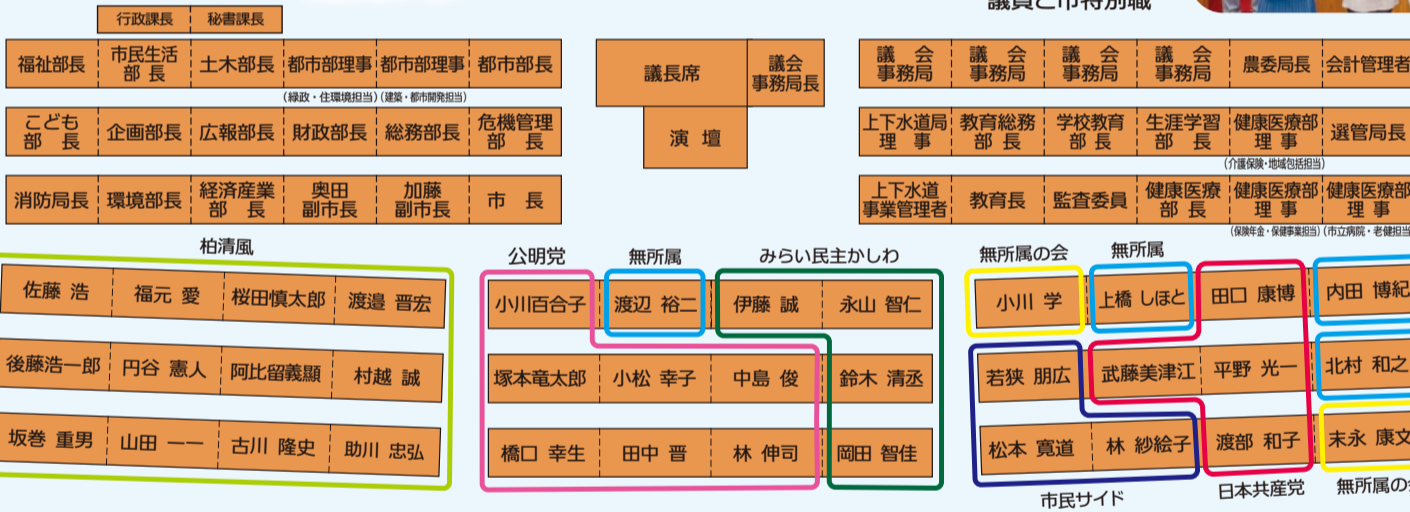 議員と市特別職
行政課長 秘書課長
福祉部長 市民生活部長 土木部長 都市部理事 都市部理事 都市部長
(緑政・住環境担当) (建築・都市開発担当)
こども部長 企画部長 広報部長 財政部長 総務部長 危機管理部長
消防局長 環境部長 経済産業部長 奥田副市長 加藤副市長 市長
議長席 議会事務局長
演壇
議会事務局 議会事務局 議会事務局 議会事務局 農委局長 会計管理者
上下水道局理事 教育総務部長 学校教育部長 生涯学習部長 健康医療部理事 選管局長
(介護保険・地域包括担当)
上下水道事業管理者 教育長 監査委員 健康医療部長 健康医療部理事 健康医療部理事
(保険年金・保健事業担当) (市立病院・老健担当
柏清風
佐藤 浩 福元 愛 桜田慎太郎 渡邉 晋宏
後藤浩一郎 円谷 憲人 阿比留義顯 村越 誠
坂巻 重男 山田 一一 古川 隆史 助川 忠弘
公明党 無所属 みらい民主かしわ
小川百合子 渡辺 裕二 伊藤 誠 永山 智仁
塚本竜太郎 小松 幸子 中島 俊 鈴木 清丞
橋口 幸生 田中 晋 林 伸司 岡田 智佳
無所属の会 無所属
小川 学 上橋 しほと 田口 康博 内田 博紀
若狭 朋広 武藤美津江 平野 光一 北村 和之
松本 寛道 林 紗絵子 渡部 和子 末永 康文
市民サイド 日本共産党 無所属の会